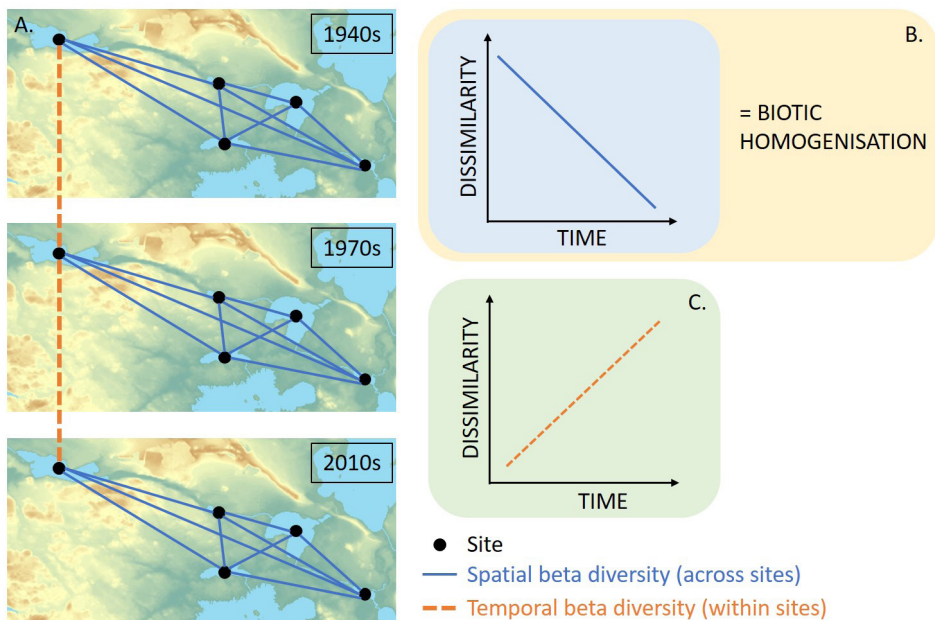 A.
1940s
1970s
2010s
B.
DISSIMILARITY
TIME
= BIOTIC
HOMOGENISATION
C.
DISSIMILARITY
TIME
Site
Spatial beta diversity (across sites)
Temporal beta diversity (within sites)